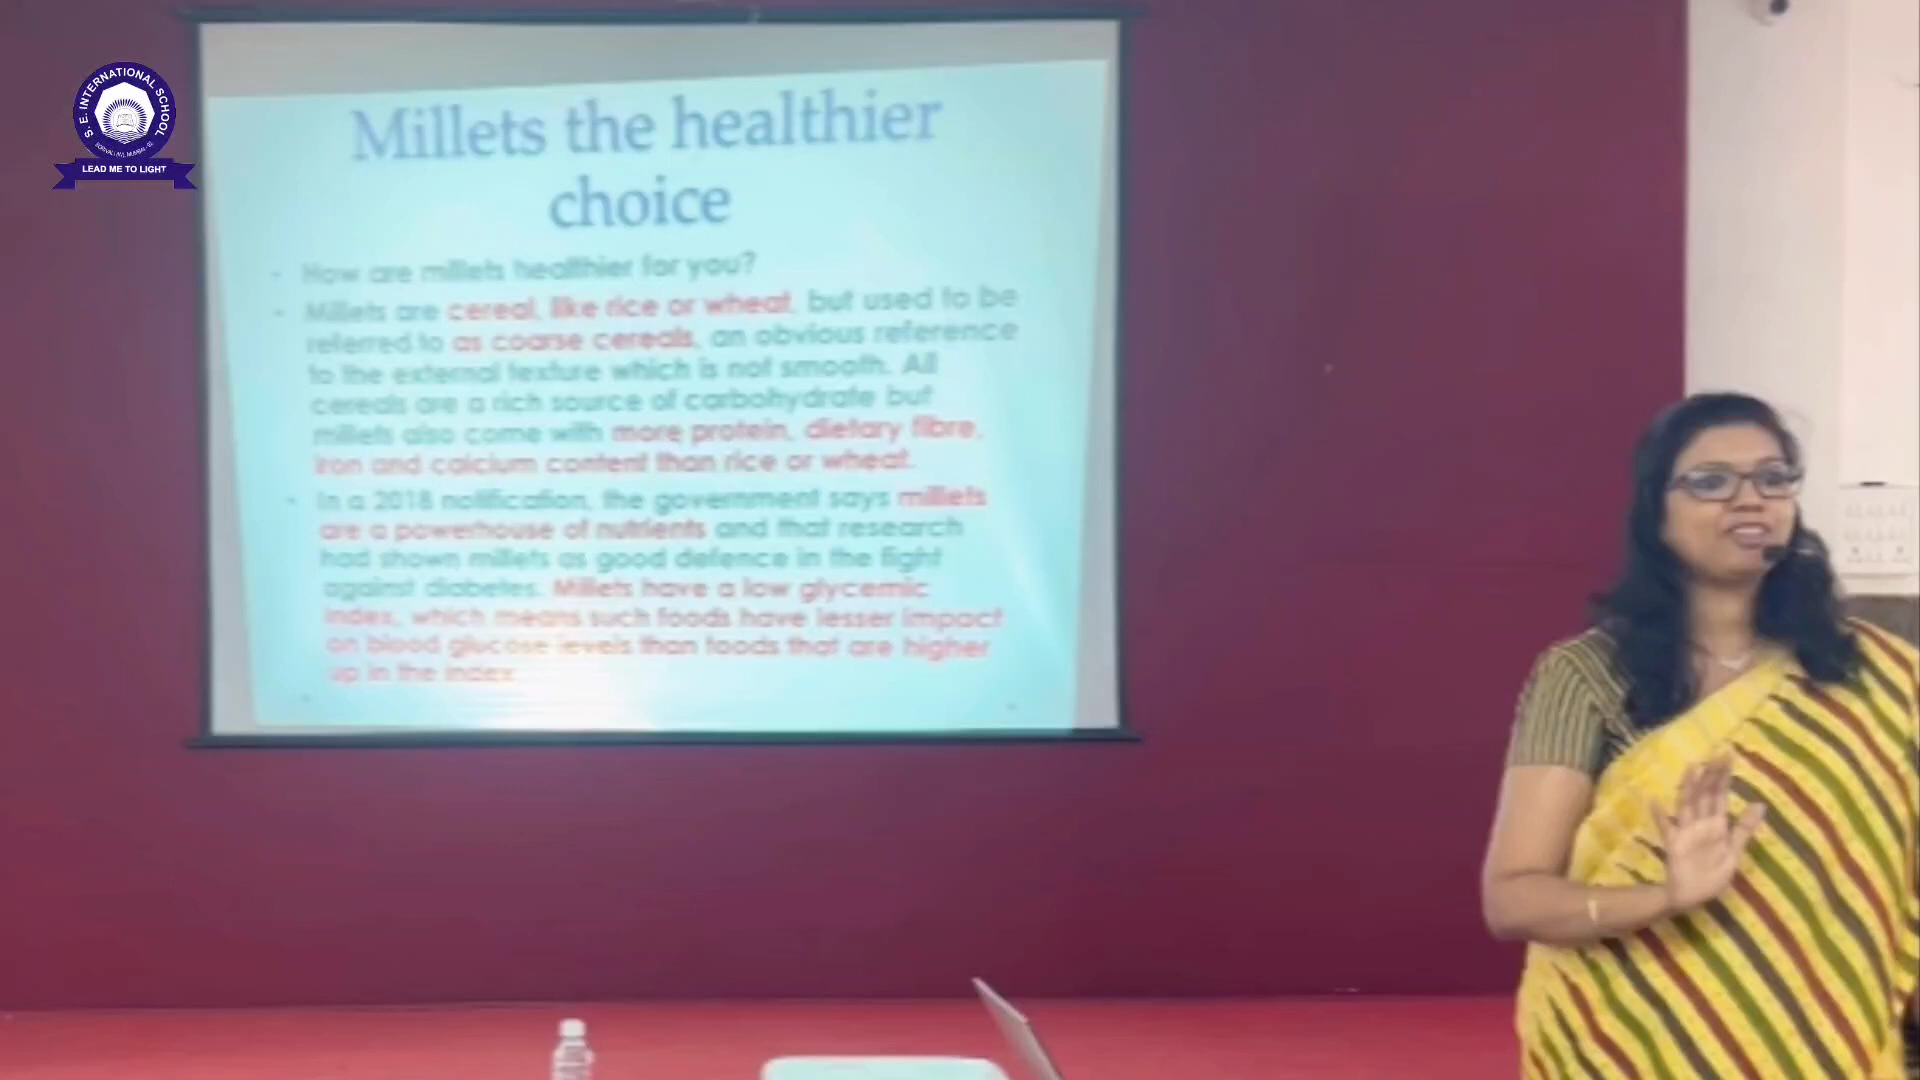 S. E. INTERNATIONAL SCHOOL
BORIVALI (W), MUMBAI - 92
LEAD ME TO LIGHT
Millets the healthier
choice
- How are millets healthier for you?
- Millets are cereal, like rice or wheat, but used to be
referred to as coarse cereals, an obvious reference
to the external texture which is not smooth. All
cereals are a rich source of carbohydrate but
millets also come with more protein, dietary fibre,
iron and calcium content than rice or wheat.
- In a 2018 notification, the government says millets
are a powerhouse of nutrients and that research
had shown millets as good defence in the fight
against diabetes. Millets have a low glycemic
index, which means such foods have lesser impact
on blood glucose levels than foods that are higher
up in the index